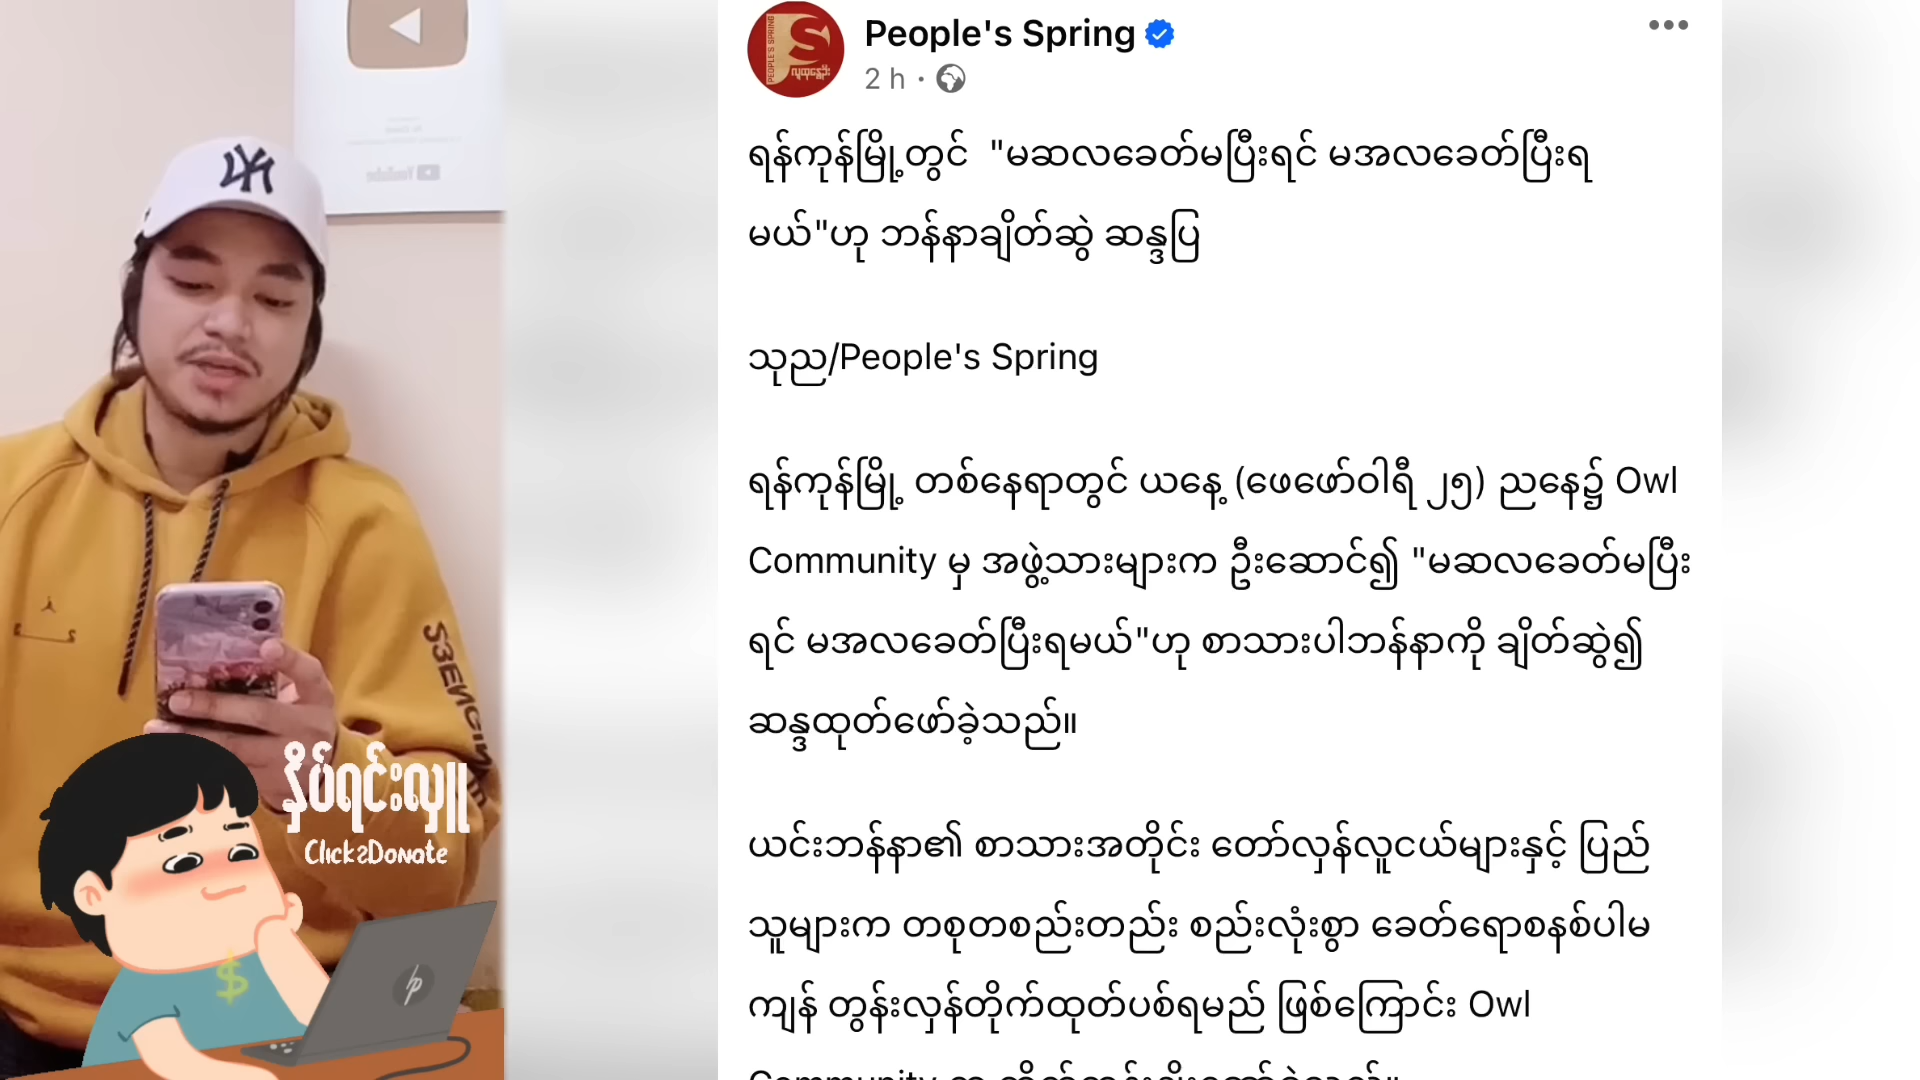 People's Spring
2 h
ရန်ကုန်မြို့တွင် "မဆလခေတ်မပြီးရင် မအလခေတ်ပြီးရ
မယ်"ဟု ဘန်နာချိတ်ဆွဲ ဆန္ဒပြ
သုည/People's Spring
ရန်ကုန်မြို့ တစ်နေရာတွင် ယနေ့ (ဖေဖော်ဝါရီ ၂၅) ညနေ၌ Owl
Community မှ အဖွဲ့သားများက ဦးဆောင်၍ "မဆလခေတ်မပြီး
ရင် မအလခေတ်ပြီးရမယ်"ဟု စာသားပါဘန်နာကို ချိတ်ဆွဲ၍
ဆန္ဒထုတ်ဖော်ခဲ့သည်။
ယင်းဘန်နာ၏ စာသားအတိုင်း တော်လှန်လူငယ်များနှင့် ပြည်
သူများက တစုတစည်းတည်း စည်းလုံးစွာ ခေတ်ရောစနစ်ပါမ
ကျန် တွန်းလှန်တိုက်ထုတ်ပစ်ရမည် ဖြစ်ကြောင်း Owl
နှိပ်ရင်းလှူ
Click2Donate